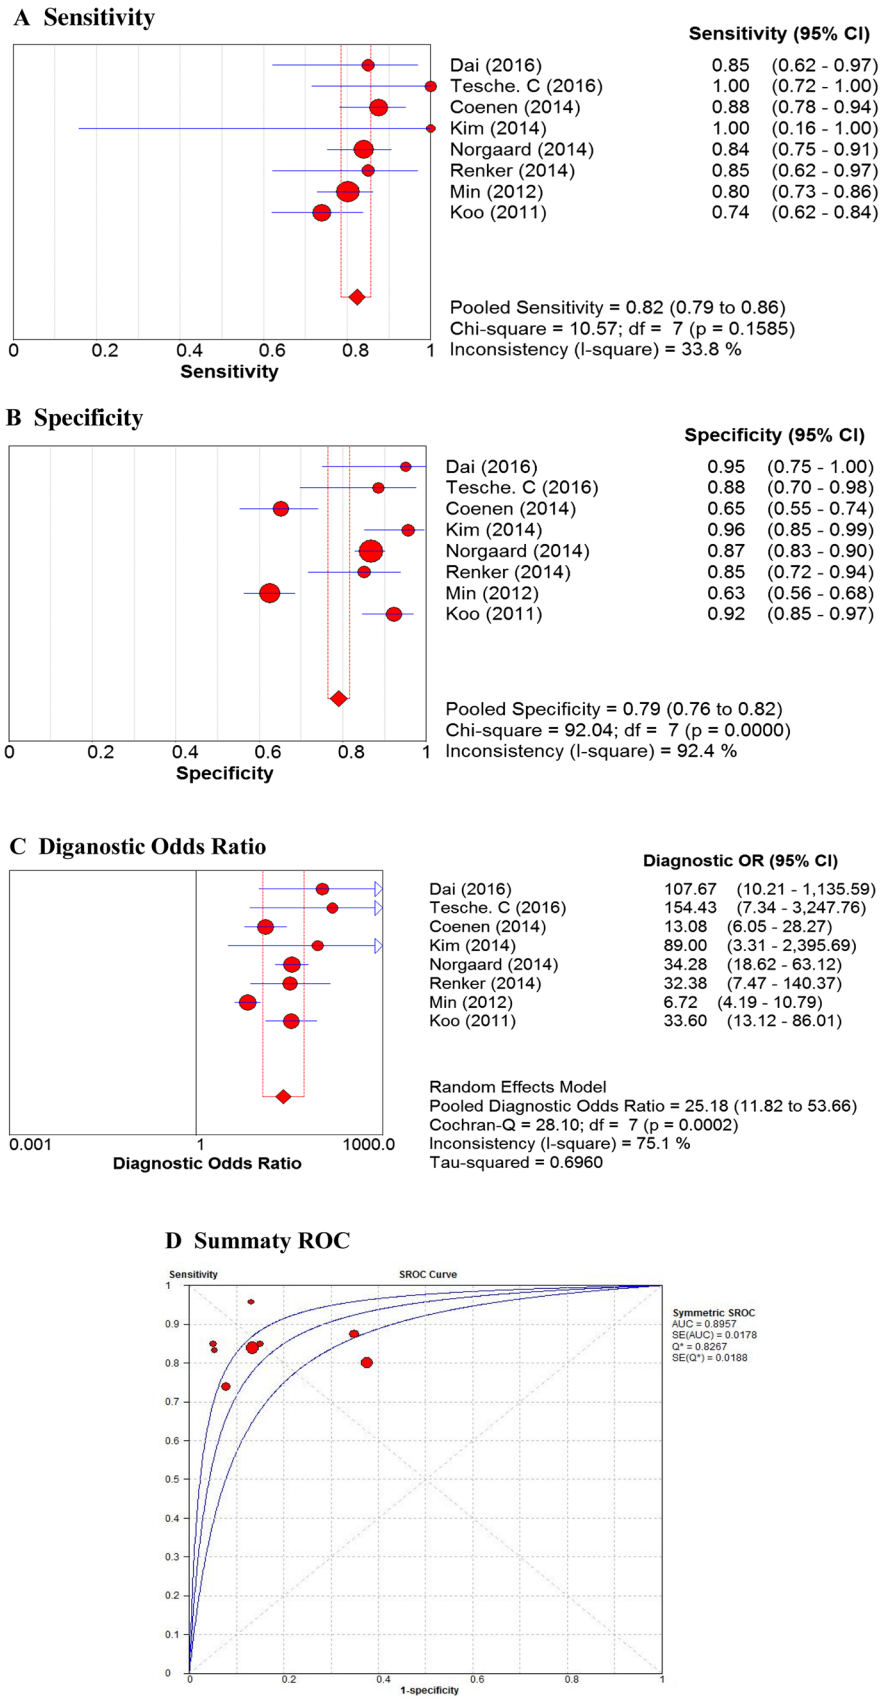 A Sensitivity
Sensitivity (95% CI)
Dai (2016) 0.85 (0.62 - 0.97)
Tesche. C (2016) 1.00 (0.72 - 1.00)
Coenen (2014) 0.88 (0.78 - 0.94)
Kim (2014) 1.00 (0.16 - 1.00)
Norgaard (2014) 0.84 (0.75 - 0.91)
Renker (2014) 0.85 (0.62 - 0.97)
Min (2012) 0.80 (0.73 - 0.86)
Koo (2011) 0.74 (0.62 - 0.84)
Pooled Sensitivity = 0.82 (0.79 to 0.86)
Chi-square = 10.57; df = 7 (p = 0.1585)
Inconsistency (I-square) = 33.8 %
0 0.2 0.4 0.6 0.8 1
Sensitivity
B Specificity
Specificity (95% CI)
Dai (2016) 0.95 (0.75 - 1.00)
Tesche. C (2016) 0.88 (0.70 - 0.98)
Coenen (2014) 0.65 (0.55 - 0.74)
Kim (2014) 0.96 (0.85 - 0.99)
Norgaard (2014) 0.87 (0.83 - 0.90)
Renker (2014) 0.85 (0.72 - 0.94)
Min (2012) 0.63 (0.56 - 0.68)
Koo (2011) 0.92 (0.85 - 0.97)
Pooled Specificity = 0.79 (0.76 to 0.82)
Chi-square = 92.04; df = 7 (p = 0.0000)
Inconsistency (I-square) = 92.4 %
0 0.2 0.4 0.6 0.8 1
Specificity
C Diganostic Odds Ratio
Diagnostic OR (95% CI)
Dai (2016) 107.67 (10.21 - 1,135.59)
Tesche. C (2016) 154.43 (7.34 - 3,247.76)
Coenen (2014) 13.08 (6.05 - 28.27)
Kim (2014) 89.00 (3.31 - 2,395.69)
Norgaard (2014) 34.28 (18.62 - 63.12)
Renker (2014) 32.38 (7.47 - 140.37)
Min (2012) 6.72 (4.19 - 10.79)
Koo (2011) 33.60 (13.12 - 86.01)
Random Effects Model
Pooled Diagnostic Odds Ratio = 25.18 (11.82 to 53.66)
Cochran-Q = 28.10; df = 7 (p = 0.0002)
Inconsistency (I-square) = 75.1 %
Tau-squared = 0.6960
0.001 1 1000.0
Diagnostic Odds Ratio
D Summaty ROC
Sensitivity SROC Curve
1
0.9
0.8
0.7
0.6
0.5
0.4
0.3
0.2
0.1
0
Symmetric SROC
AUC = 0.8957
SE(AUC) = 0.0178
Q* = 0.8267
SE(Q*) = 0.0188
0 0.2 0.4 0.6 0.8 1
1-specificity